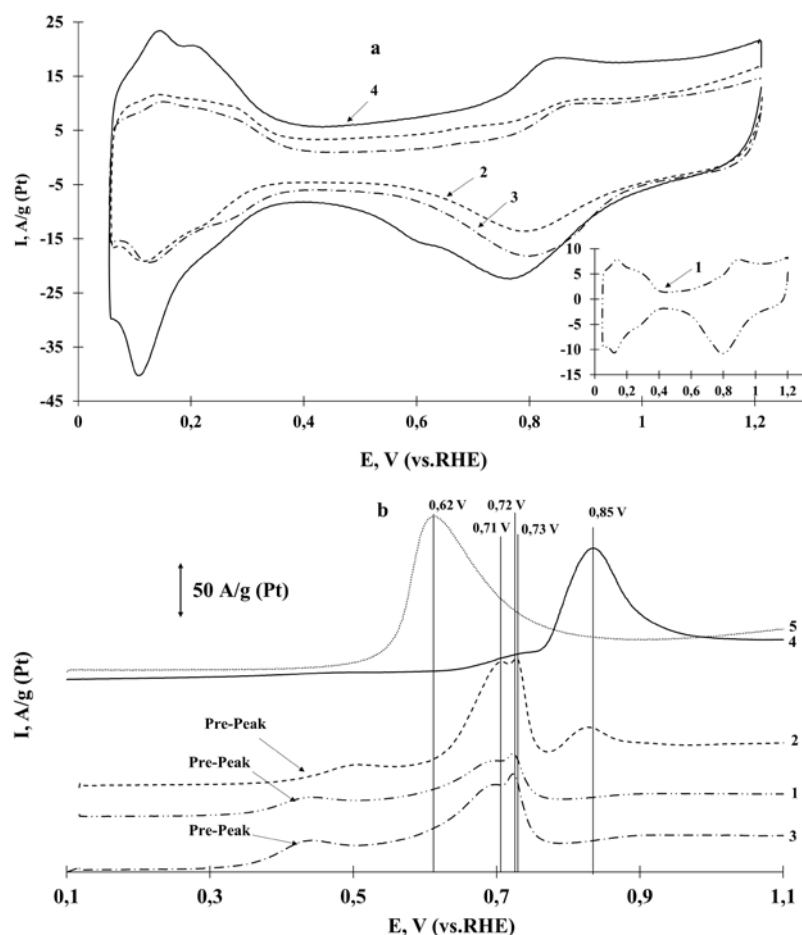 25
a
15
4
5
-5
2
3
-15
-25
-35
-45
I, A/g (Pt)
0
0,2
0,4
0,6
0,8
1
1,2
E, V (vs.RHE)
10
5
0
-5
-10
-15
1
0
0,2
0,4
0,6
0,8
1
1,2
b
0,62 V
0,72 V
0,71 V
0,73 V
0,85 V
50 A/g (Pt)
5
4
Pre-Peak
2
Pre-Peak
1
Pre-Peak
3
I, A/g (Pt)
0,1
0,3
0,5
0,7
0,9
1,1
E, V (vs.RHE)